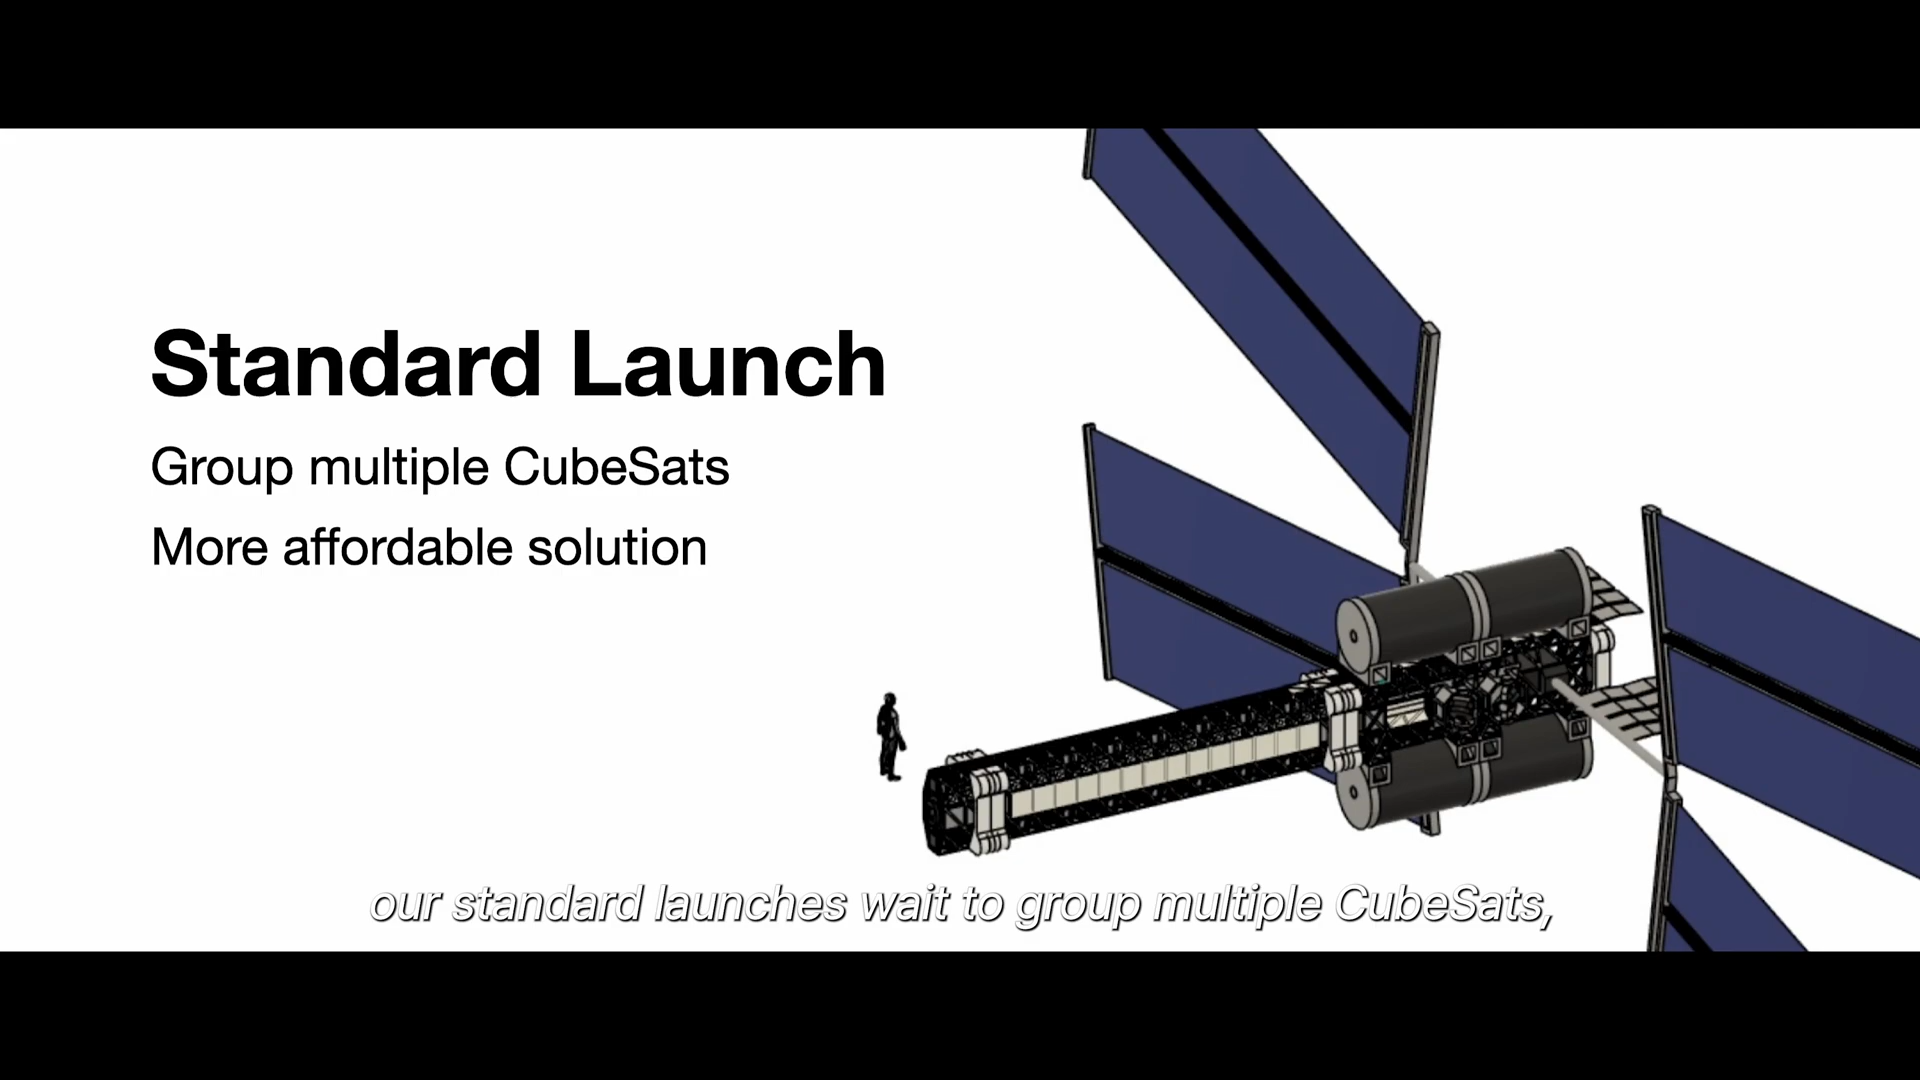 Standard Launch
Group multiple CubeSats
More affordable solution
our standard launches wait to group multiple CubeSats,